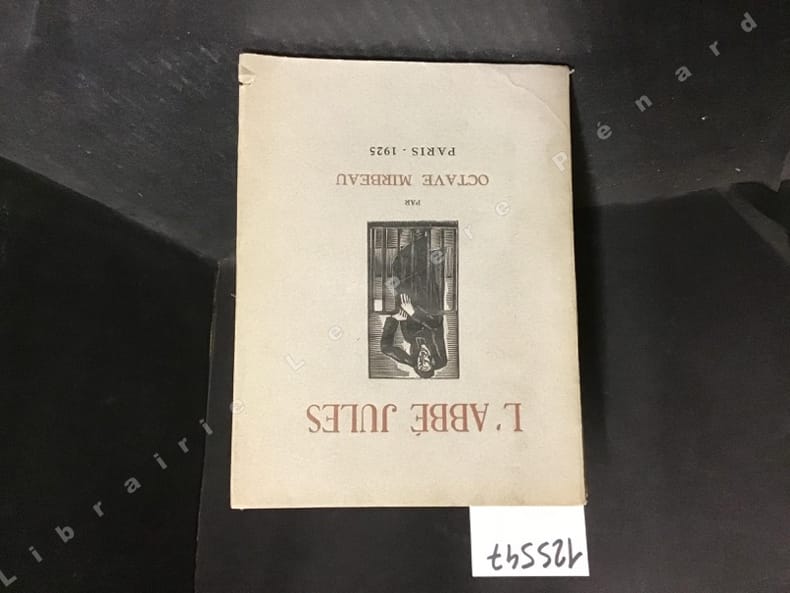 L'ABBÉ JULES
PAR
OCTAVE MIRBEAU
PARIS - 1925
125547
Librairie Le Père Pénard